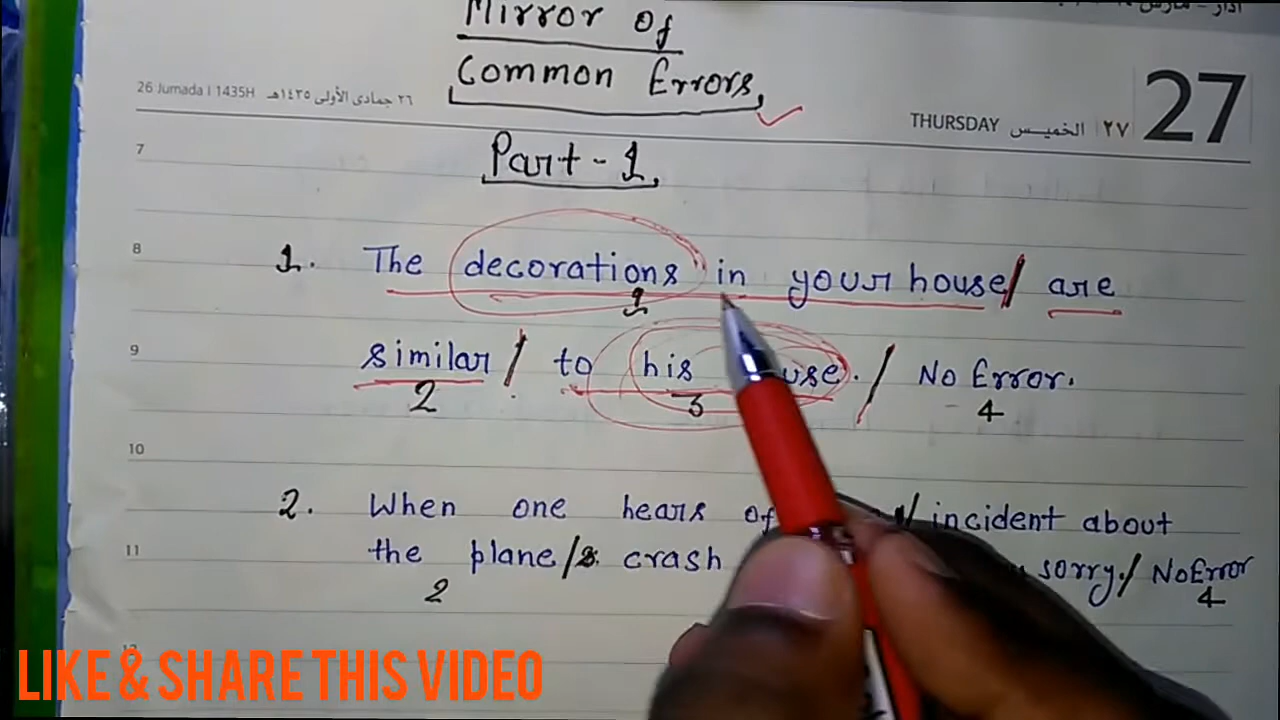 آذار - مارس
Mirror Of
Common Errors,
26 Jumada I 1435H ٢٦ جمادى الأولى ١٤٣٥هـ
THURSDAY الخميس ٢٧ 27
7
Part-1
8
1. The decorations in your house/ are
1
9
similar/ to his use. / No Error.
2 3 4
10
2. When one hears of / incident about
11
the plane/ crash sorry./ No Error
2 4
LIKE & SHARE THIS VIDEO